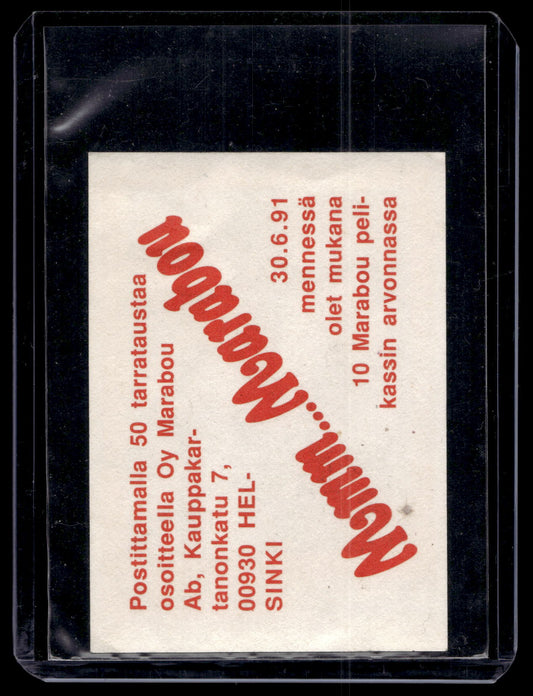 Postittamalla 50 tarrataustaa
osoitteella Oy Marabou
Ab, Kauppakar-
tanonkatu 7,
00930 HEL-
SINKI
Mmmm...Marabou
30.6.91
mennessä
olet mukana
10 Marabou peli-
kassin arvonnassa